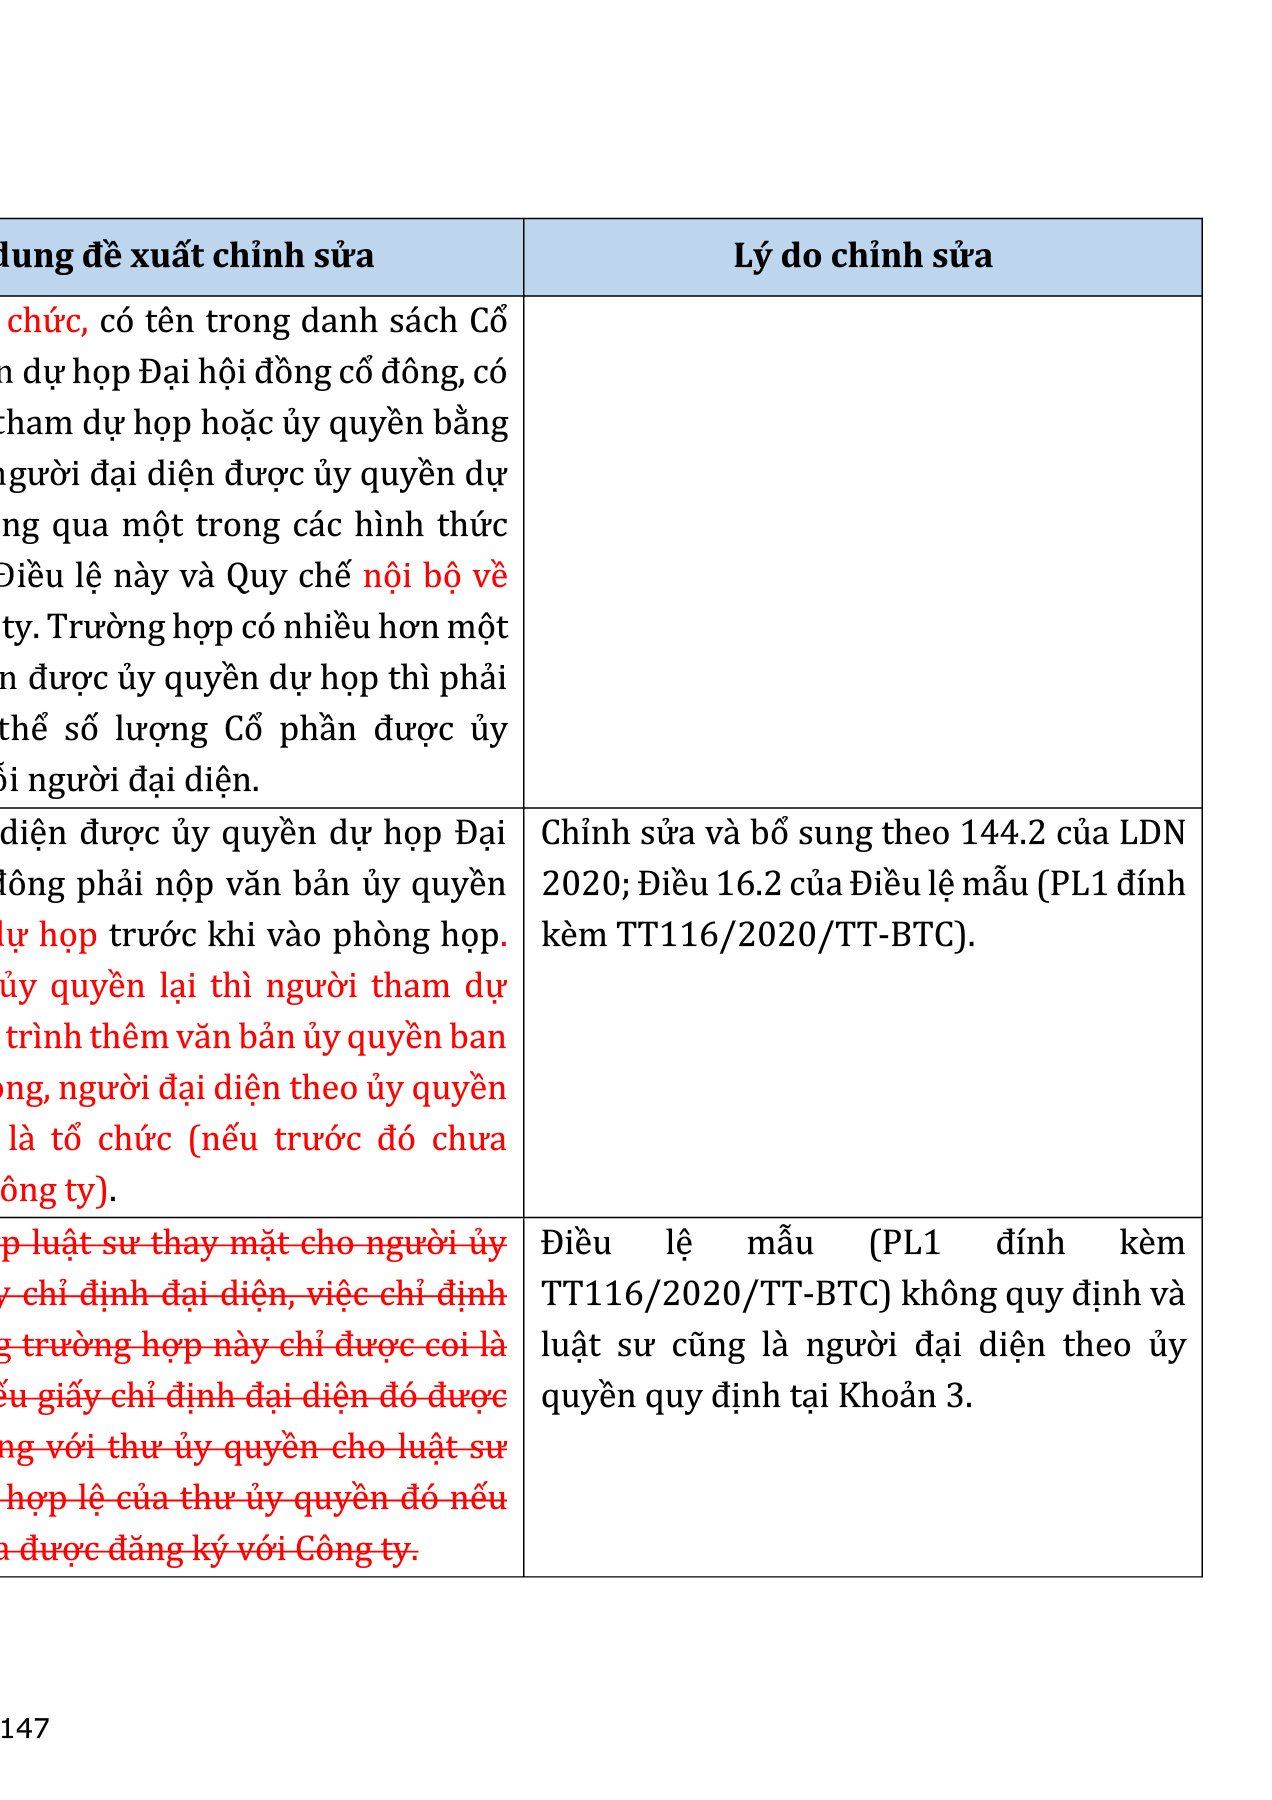 dung đề xuất chỉnh sửa
Lý do chỉnh sửa
chức, có tên trong danh sách Cổ
n dự họp Đại hội đồng cổ đông, có
tham dự họp hoặc ủy quyền bằng
người đại diện được ủy quyền dự
ng qua một trong các hình thức
Điều lệ này và Quy chế nội bộ về
ty. Trường hợp có nhiều hơn một
n được ủy quyền dự họp thì phải
thể số lượng Cổ phần được ủy
ỗi người đại diện.
diện được ủy quyền dự họp Đại
đông phải nộp văn bản ủy quyền
dự họp trước khi vào phòng họp.
ủy quyền lại thì người tham dự
trình thêm văn bản ủy quyền ban
ông, người đại diện theo ủy quyền
là tổ chức (nếu trước đó chưa
ông ty).
Chỉnh sửa và bổ sung theo 144.2 của LDN
2020; Điều 16.2 của Điều lệ mẫu (PL1 đính
kèm TT116/2020/TT-BTC).
p luật sư thay mặt cho người ủy
y chỉ định đại diện, việc chỉ định
g trường hợp này chỉ được coi là
ếu giấy chỉ định đại diện đó được
ng với thư ủy quyền cho luật sư
hợp lệ của thư ủy quyền đó nếu
a được đăng ký với Công ty.
Điều lệ mẫu (PL1 đính kèm
TT116/2020/TT-BTC) không quy định và
luật sư cũng là người đại diện theo ủy
quyền quy định tại Khoản 3.
147